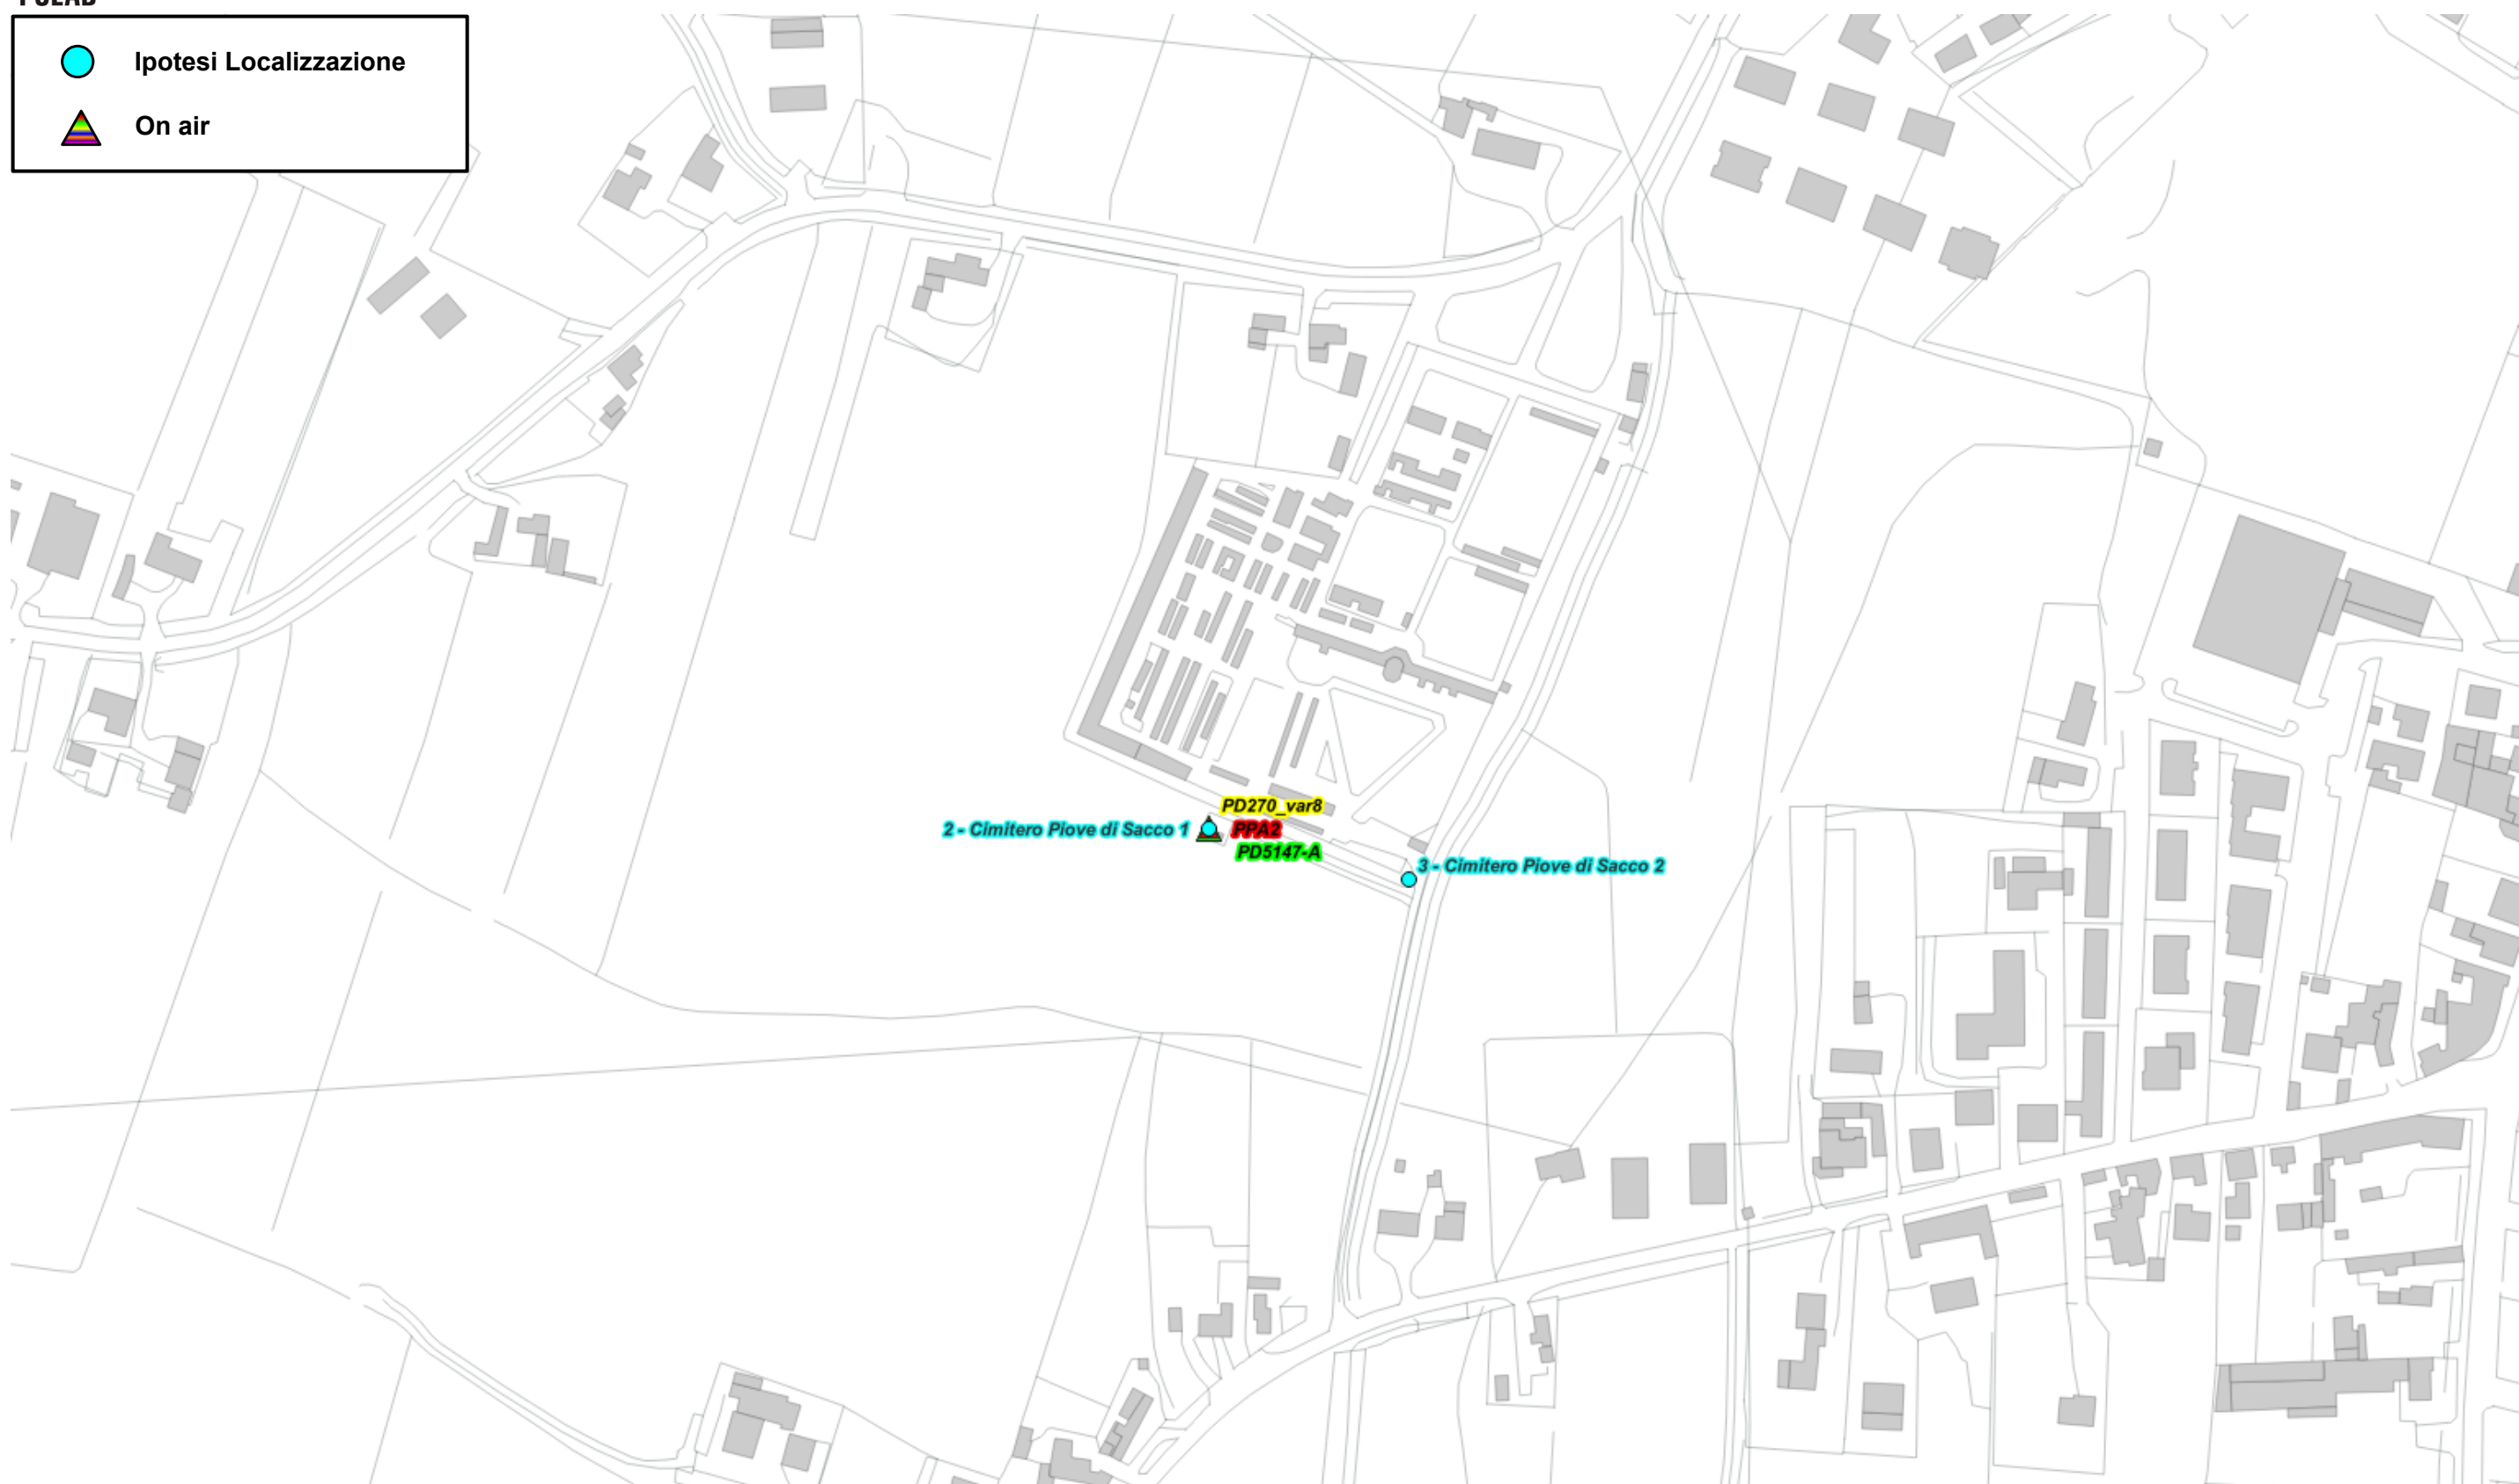 Ipotesi Localizzazione
On air
PD270_var8
2 - Cimitero Piove di Sacco 1
PPA2
PD5147-A
3 - Cimitero Piove di Sacco 2